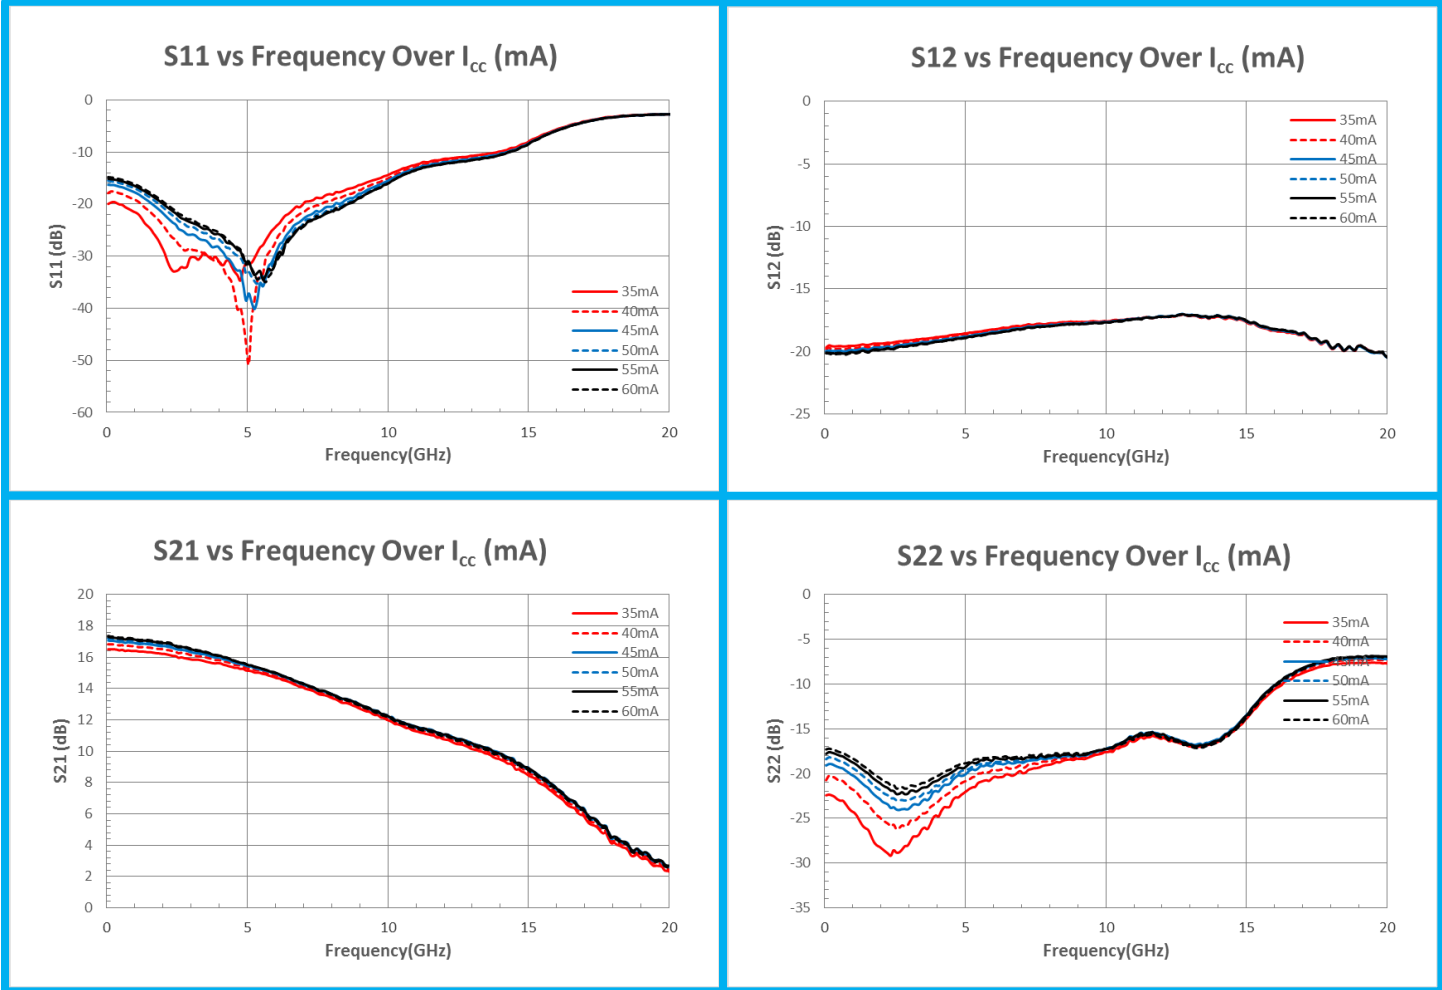 S11 vs Frequency Over Icc (mA)
0
-10
-20
-30
-40
-50
-60
S11 (dB)
35mA
40mA
45mA
50mA
55mA
60mA
0
5
10
15
20
Frequency(GHz)
S12 vs Frequency Over Icc (mA)
0
-5
-10
-15
-20
-25
S12 (dB)
35mA
40mA
45mA
50mA
55mA
60mA
0
5
10
15
20
Frequency(GHz)
S21 vs Frequency Over Icc (mA)
20
18
16
14
12
10
8
6
4
2
0
S21 (dB)
35mA
40mA
45mA
50mA
55mA
60mA
0
5
10
15
20
Frequency(GHz)
S22 vs Frequency Over Icc (mA)
0
-5
-10
-15
-20
-25
-30
-35
S22 (dB)
35mA
40mA
45mA
50mA
55mA
60mA
0
5
10
15
20
Frequency(GHz)